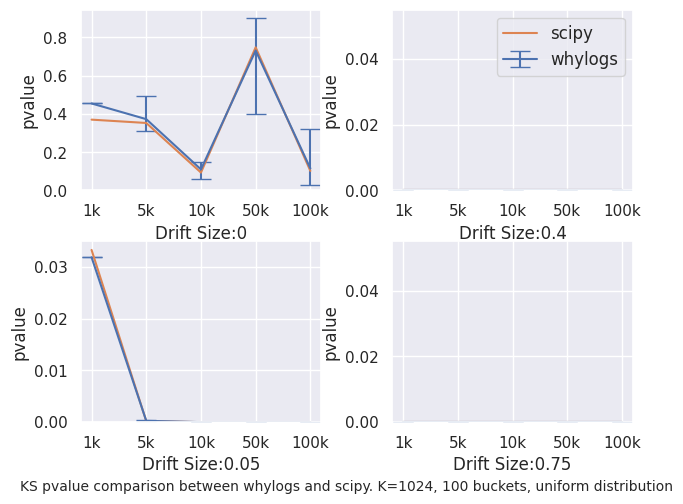 0.8
0.6
0.4
0.2
0.0
pvalue
1k 5k 10k 50k 100k
Drift Size:0
0.04
0.02
0.00
pvalue
scipy
whylogs
1k 5k 10k 50k 100k
Drift Size:0.4
0.03
0.02
0.01
0.00
pvalue
1k 5k 10k 50k 100k
Drift Size:0.05
0.04
0.02
0.00
pvalue
1k 5k 10k 50k 100k
Drift Size:0.75
KS pvalue comparison between whylogs and scipy. K=1024, 100 buckets, uniform distribution